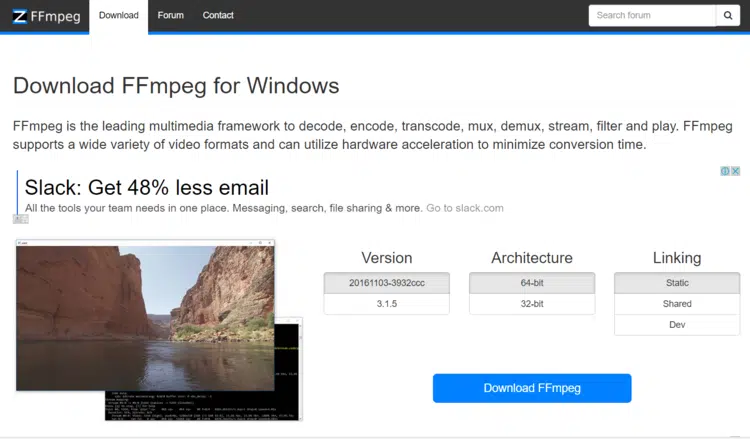 FFmpeg
Download
Forum
Contact
Search forum
Download FFmpeg for Windows
FFmpeg is the leading multimedia framework to decode, encode, transcode, mux, demux, stream, filter and play. FFmpeg
supports a wide variety of video formats and can utilize hardware acceleration to minimize conversion time.
Slack: Get 48% less email
All the tools your team needs in one place. Messaging, search, file sharing & more. Go to slack.com
Version
20161103-3932ccc
3.1.5
Architecture
64-bit
32-bit
Linking
Static
Shared
Dev
Download FFmpeg